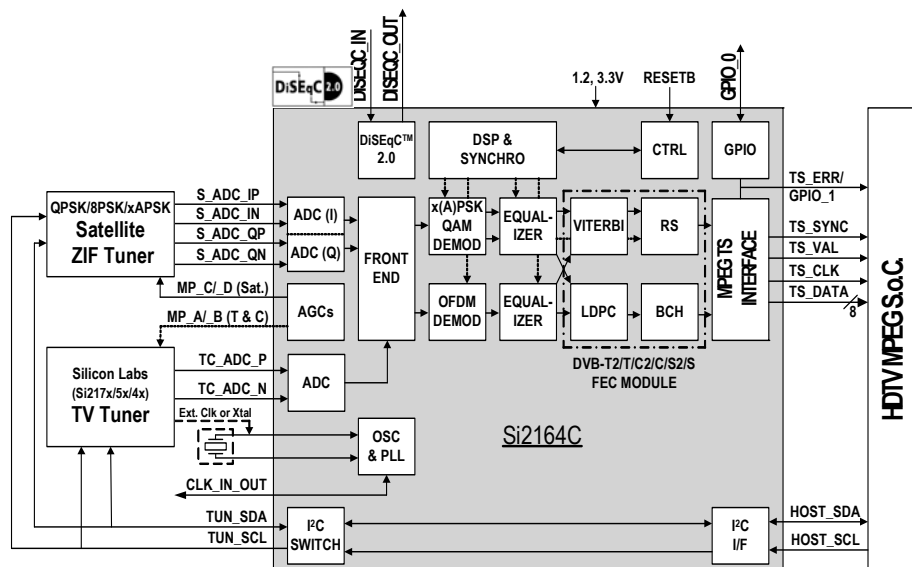 DiSEqC 2.0
DISEQC_IN
DISEQC_OUT
1.2, 3.3V
RESETB
GPIO_0
DiSEqC™
2.0
DSP &
SYNCHRO
CTRL
GPIO
TS_ERR/
GPIO_1
QPSK/8PSK/xAPSK
Satellite
ZIF Tuner
S_ADC_IP
S_ADC_IN
S_ADC_QP
S_ADC_QN
ADC (I)
ADC (Q)
FRONT
END
x(A)PSK
QAM
DEMOD
EQUAL-
IZER
VITERBI
RS
MPEG TS
INTERFACE
TS_SYNC
TS_VAL
TS_CLK
TS_DATA
8
HDTV MPEG S.o.C.
MP_C/_D (Sat.)
AGCs
MP_A/_B (T & C)
OFDM
DEMOD
EQUAL-
IZER
LDPC
BCH
DVB-T2/T/C2/C/S2/S
FEC MODULE
Silicon Labs
(Si217x/5x/4x)
TV Tuner
TC_ADC_P
TC_ADC_N
ADC
Ext. Clk or Xtal
OSC
& PLL
Si2164C
CLK_IN_OUT
TUN_SDA
TUN_SCL
I²C
SWITCH
I²C
I/F
HOST_SDA
HOST_SCL